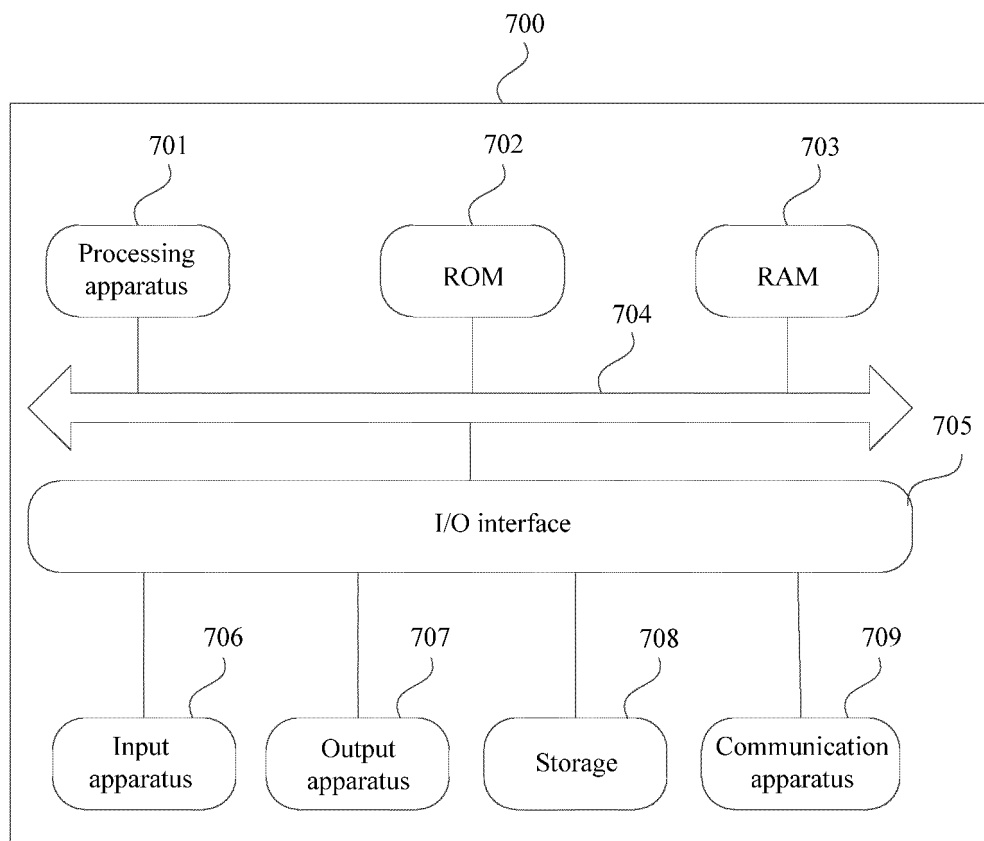 700
701
702
703
Processing
apparatus
ROM
RAM
704
705
I/O interface
706
707
708
709
Input
apparatus
Output
apparatus
Storage
Communication
apparatus